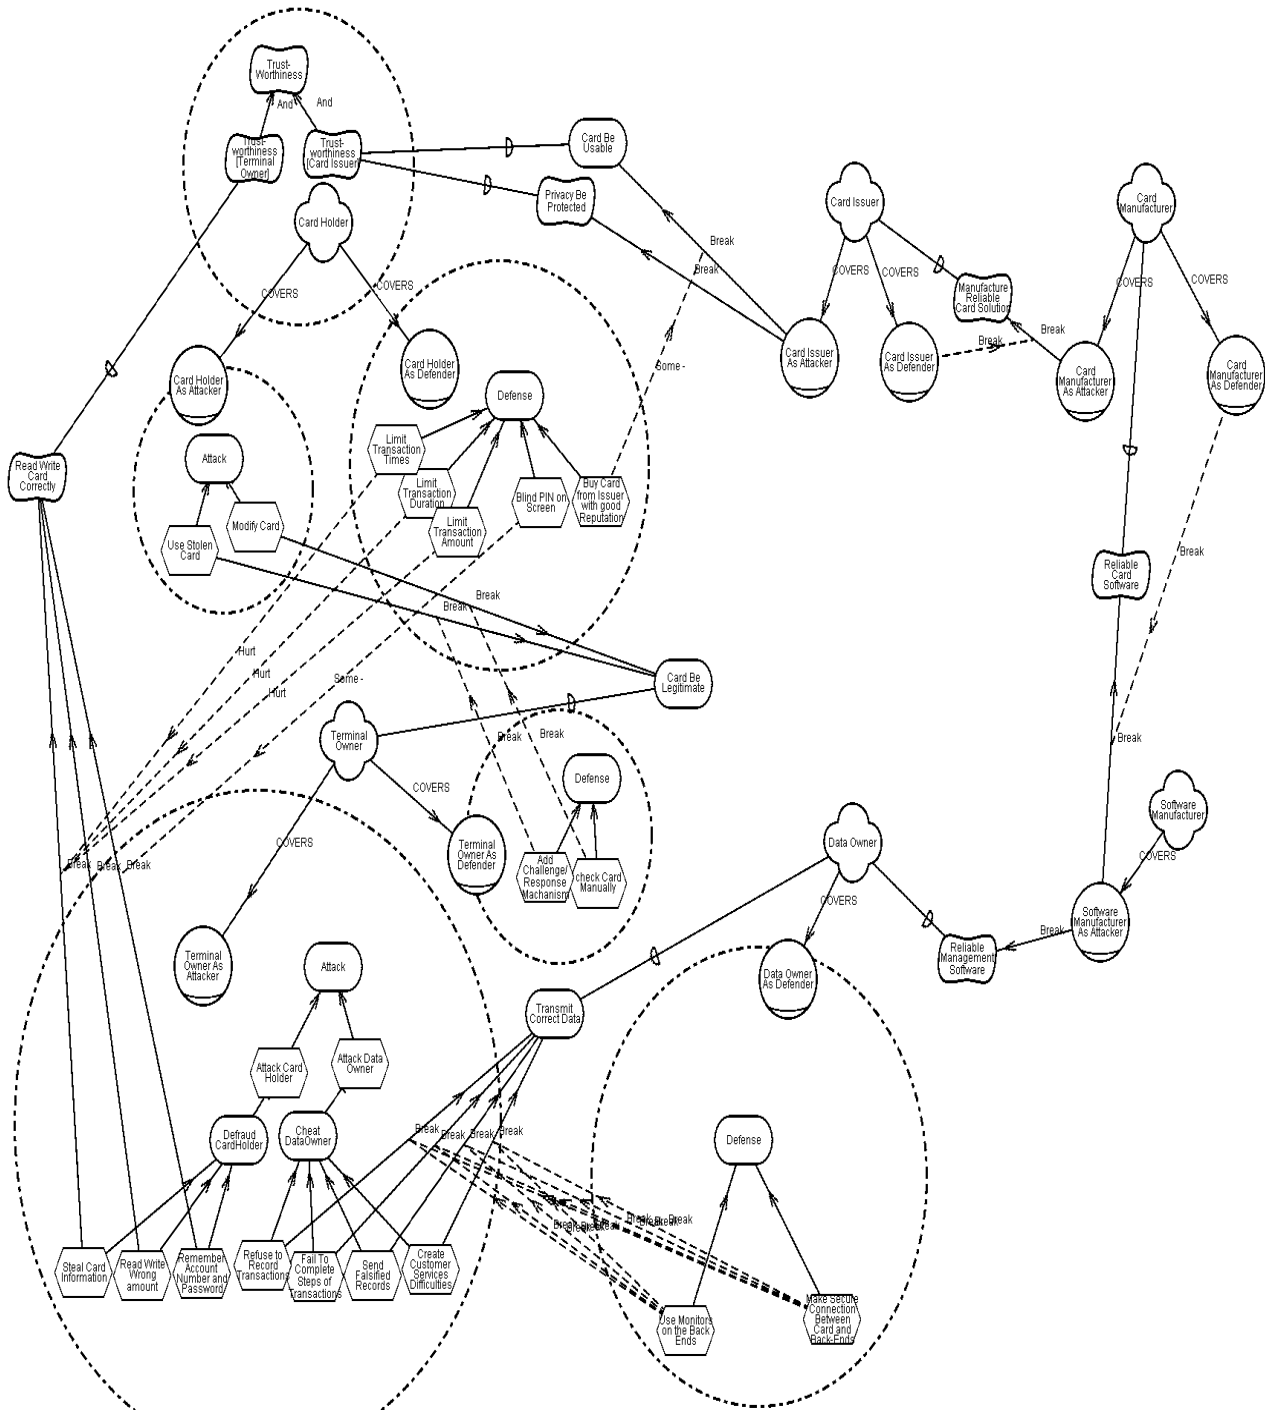 Trust-
Worthiness
And
And
Trust-
worthiness
[Terminal
Owner]
Trust-
worthiness
[Card Issuer]
Card Be
Usable
Privacy Be
Protected
Card Holder
Card Issuer
Card
Manufacturer
Break
Break
COVERS
COVERS
COVERS
COVERS
COVERS
COVERS
Manufacture
Reliable
Card Solution
Break
Break
Card Holder
As Attacker
Card Holder
As Defender
Some -
Card Issuer
As Attacker
Card Issuer
As Defender
Card
Manufacturer
As Attacker
Card
Manufacturer
As Defender
Defense
Read Write
Card
Correctly
Attack
Limit
Transaction
Times
Limit
Transaction
Duration
Limit
Transaction
Amount
Blind PIN on
Screen
Buy Card
from Issuer
with good
Reputation
Use Stolen
Card
Modify Card
Break
Reliable
Card
Software
Break
Break
Hurt
Hurt
Hurt
Some -
Card Be
Legitimate
Terminal
Owner
Break
Break
Break
COVERS
Defense
Software
Manufacturer
COVERS
Data Owner
COVERS
Terminal
Owner As
Defender
Add
Challenge/
Response
Machanism
check Card
Manually
Break
Break
Break
COVERS
COVERS
Software
Manufacturer
As Attacker
Break
Reliable
Management
Software
Terminal
Owner As
Attacker
Attack
Data Owner
As Defender
Transmit
Correct Data
Attack Card
Holder
Attack Data
Owner
Defraud
CardHolder
Cheat
DataOwner
Break
Break
Break
Break
Defense
Break
Break
Break
Break
Break
Break
Break
Break
Steal Card
Information
Read Write
Wrong
amount
Remember
Account
Number and
Password
Refuse to
Record
Transactions
Fail To
Complete
Steps of
Transactions
Send
Falsified
Records
Create
Customer
Services
Difficulties
Use Monitors
on the Back
Ends
Make Secure
Connection
Between
Card and
Back-Ends